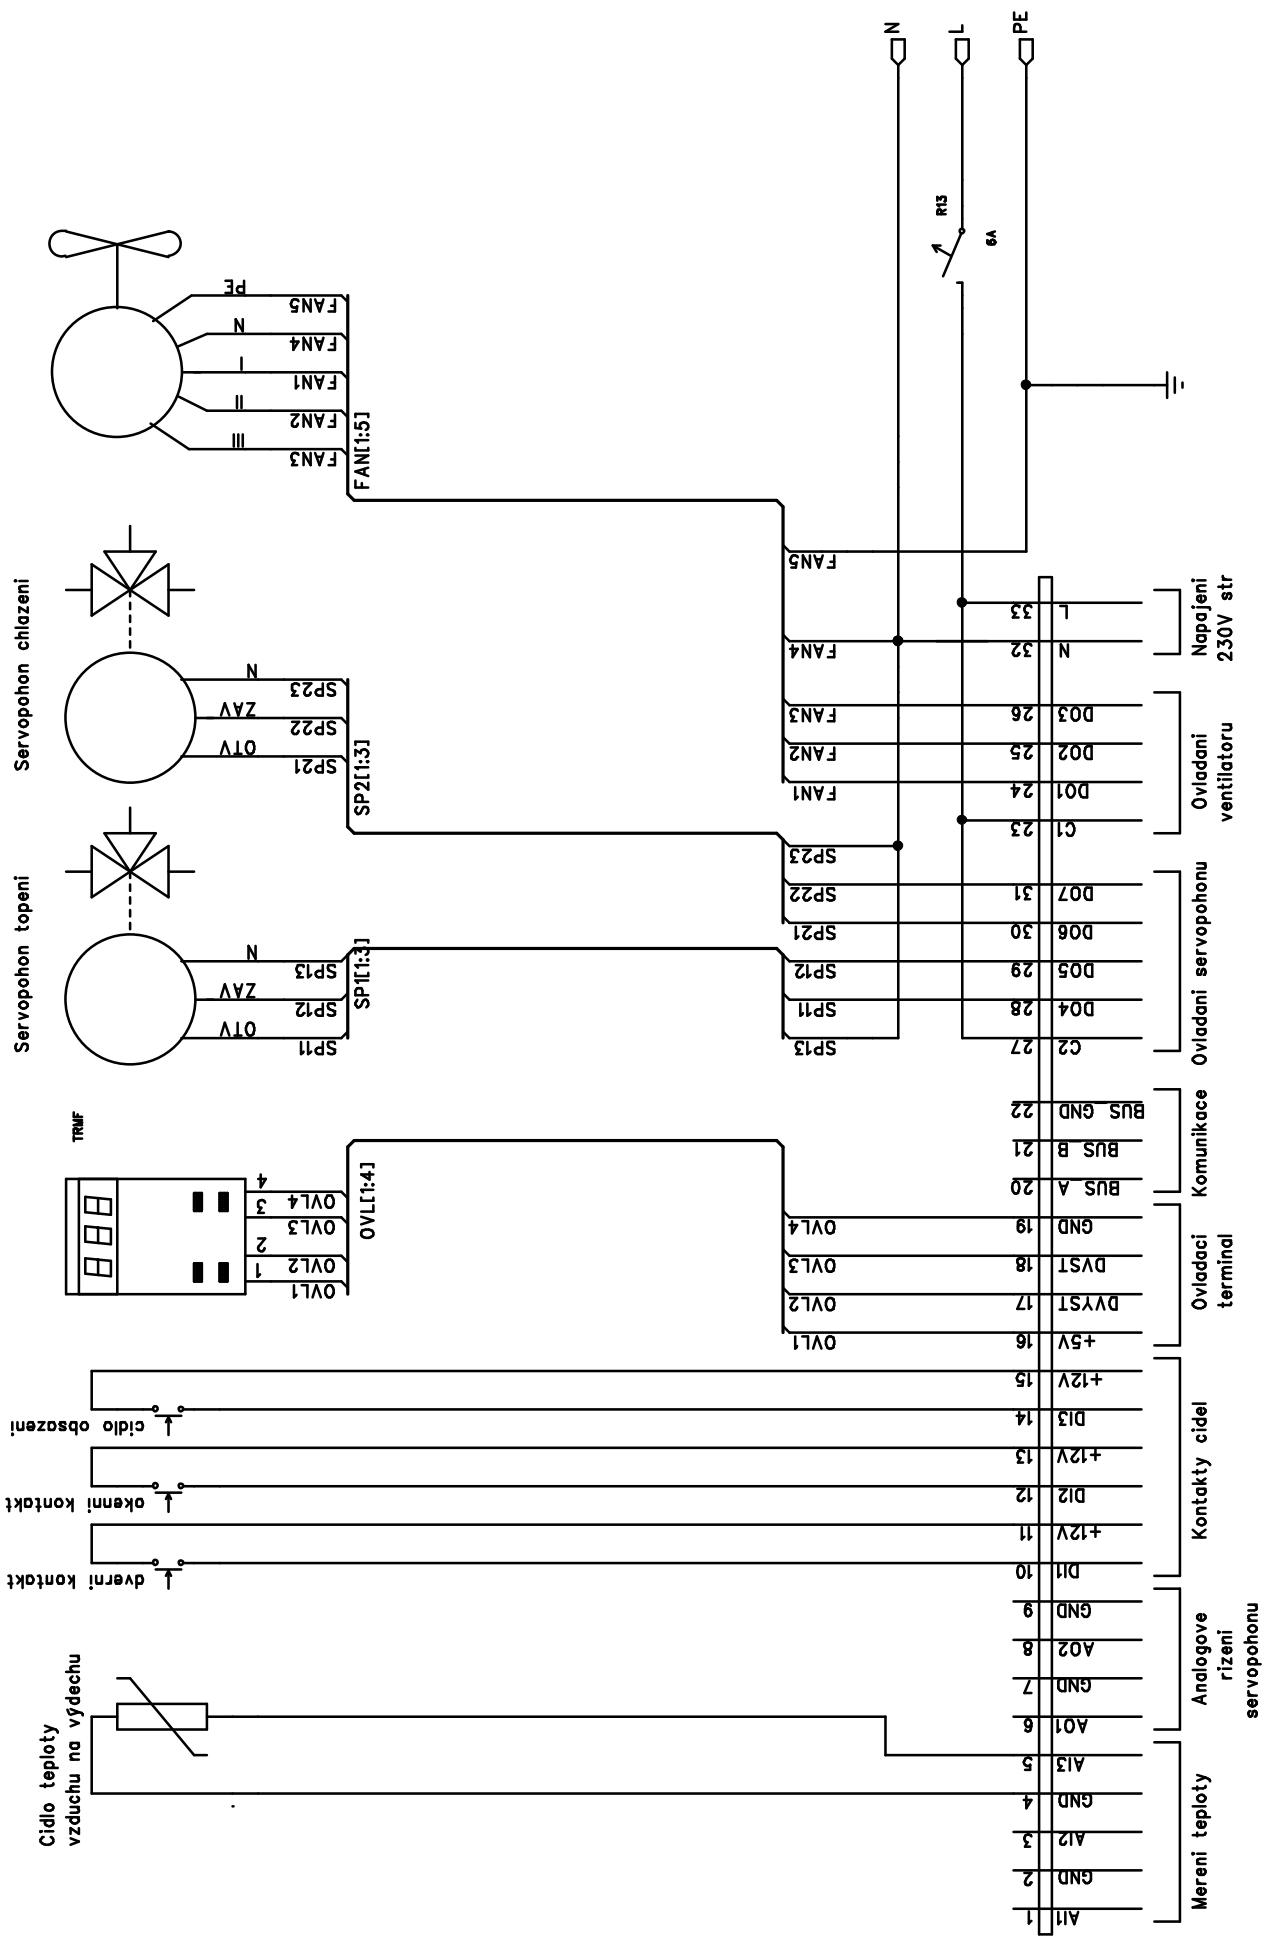 N
L
PE
R13
6A
PE
FAN5
N
FAN4
I
FAN1
II
FAN2
III
FAN3
FAN[1:5]
Servopohon chlazeni
N
SP23
ZAV
SP22
OTV
SP21
SP2[1:3]
Servopohon topeni
N
SP13
ZAV
SP12
OTV
SP11
SP1[1:3]
TRMF
4
OVL4
3
OVL3
2
OVL2
1
OVL1
OVL[1:4]
cidlo obsazeni
okenni kontakt
dverni kontakt
Cidlo teploty
vzduchu na výdechu
FAN5
FAN4
FAN3
FAN2
FAN1
SP23
SP22
SP21
SP12
SP11
SP13
OVL4
OVL3
OVL2
OVL1
33 L
32 N
26 DO3
25 DO2
24 DO1
23 C1
31 DO7
30 DO6
29 DO5
28 DO4
27 C2
22 BUS_GND
21 BUS_B
20 BUS_A
19 GND
18 DVST
17 DVYST
16 +5V
15 +12V
14 DI3
13 +12V
12 DI2
11 +12V
10 DI1
9 GND
8 AO2
7 GND
6 AO1
5 AI3
4 GND
3 AI2
2 GND
1 AI1
Napajeni
230V str
Ovladani
ventilatoru
Ovladani servopohonu
Komunikace
Ovladaci
terminal
Kontakty cidel
Analogove
rizeni
servopohonu
Mereni teploty